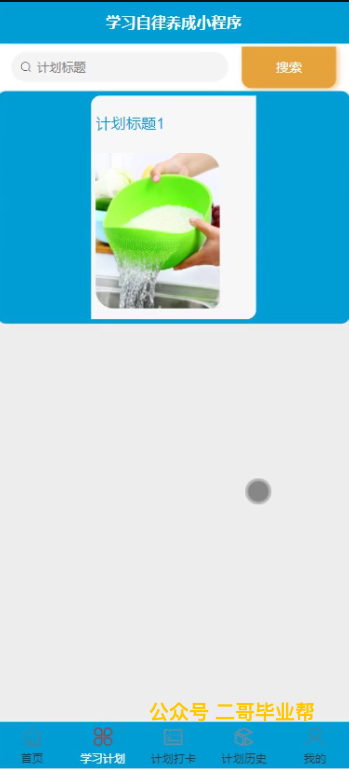 学习自律养成小程序
计划标题
搜索
计划标题1
公众号 二哥毕业帮
首页 学习计划 计划打卡 计划历史 我的